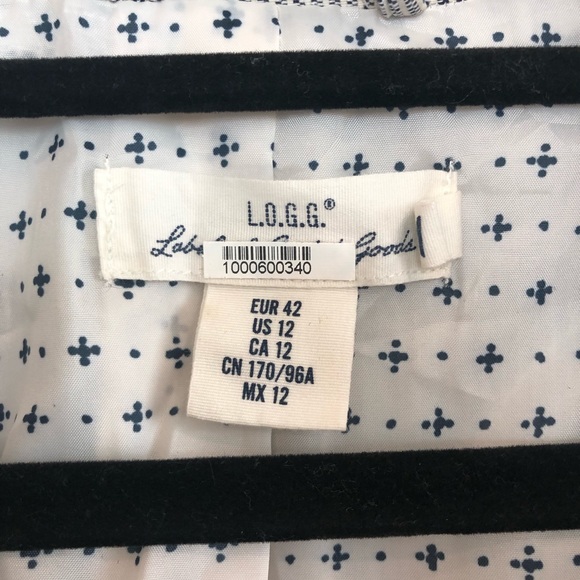 L.O.G.G.®
Goods
1000600340
EUR 42
US 12
CA 12
CN 170/96A
MX 12